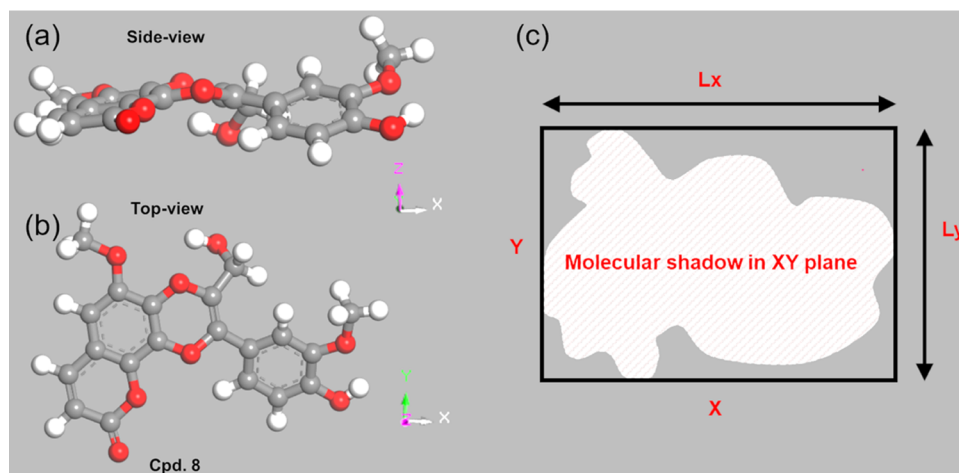 (a)
Side-view
Z
X
(b)
Top-view
Y
Z
X
Cpd. 8
(c)
Lx
Ly
Y
Molecular shadow in XY plane
X